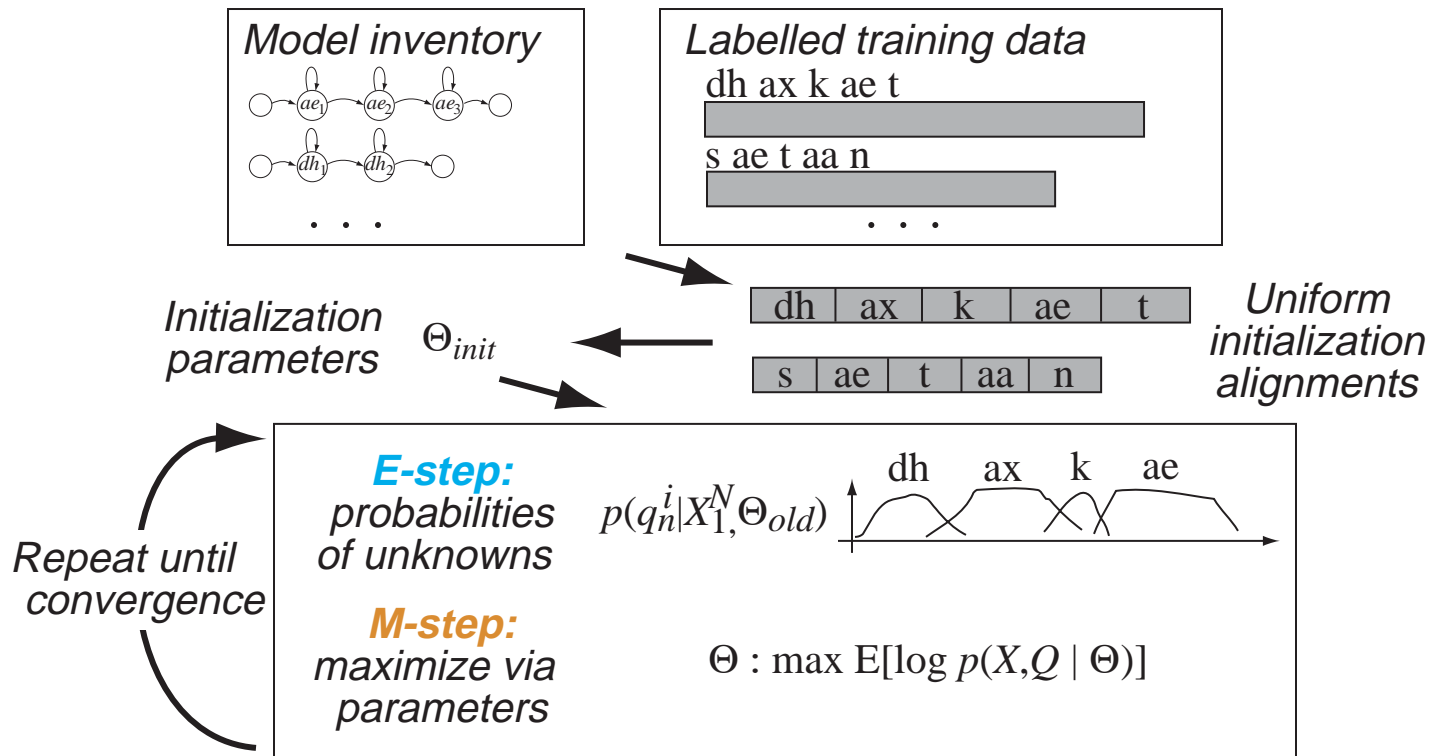 Model inventory
ae1 ae2 ae3
dh1 dh2
. . .
Labelled training data
dh ax k ae t
s ae t aa n
. . .
Initialization
parameters
Θinit
dh ax k ae t
s ae t aa n
Uniform
initialization
alignments
Repeat until
convergence
E-step:
probabilities
of unknowns
p(q_n^i|X_1^N,Θold)
dh ax k ae
M-step:
maximize via
parameters
Θ : max E[log p(X,Q | Θ)]